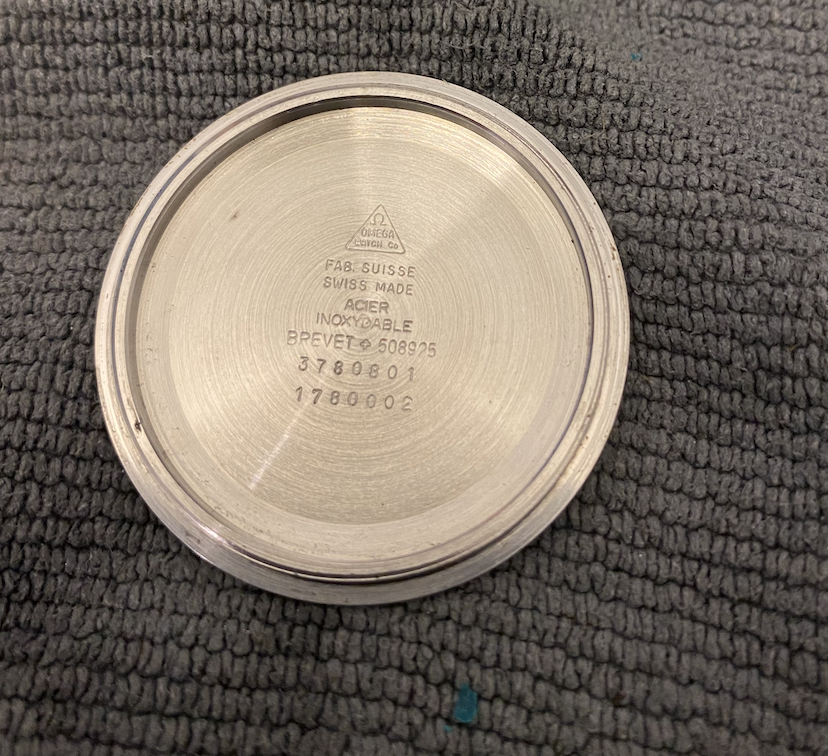 Ω
OMEGA
WATCH Co
FAB. SUISSE
SWISS MADE
ACIER
INOXYDABLE
BREVET ✚ 508925
3780801
1780002